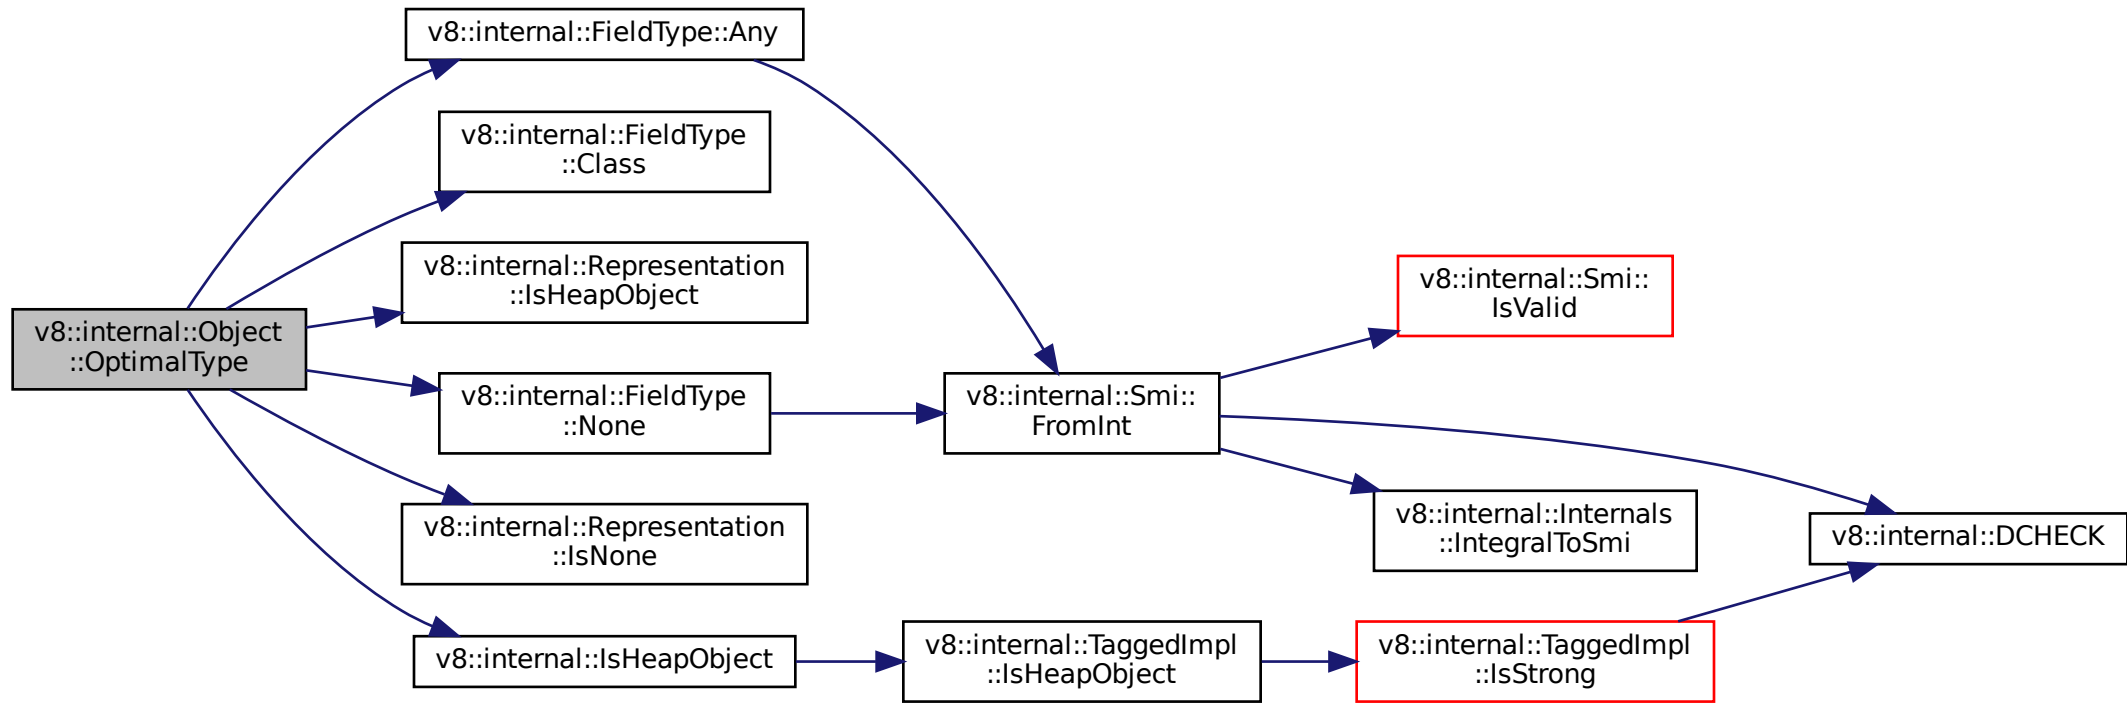 v8::internal::Object
::OptimalType
v8::internal::FieldType::Any
v8::internal::FieldType
::Class
v8::internal::Representation
::IsHeapObject
v8::internal::FieldType
::None
v8::internal::Representation
::IsNone
v8::internal::IsHeapObject
v8::internal::Smi::
FromInt
v8::internal::TaggedImpl
::IsHeapObject
v8::internal::Smi::
IsValid
v8::internal::Internals
::IntegralToSmi
v8::internal::TaggedImpl
::IsStrong
v8::internal::DCHECK